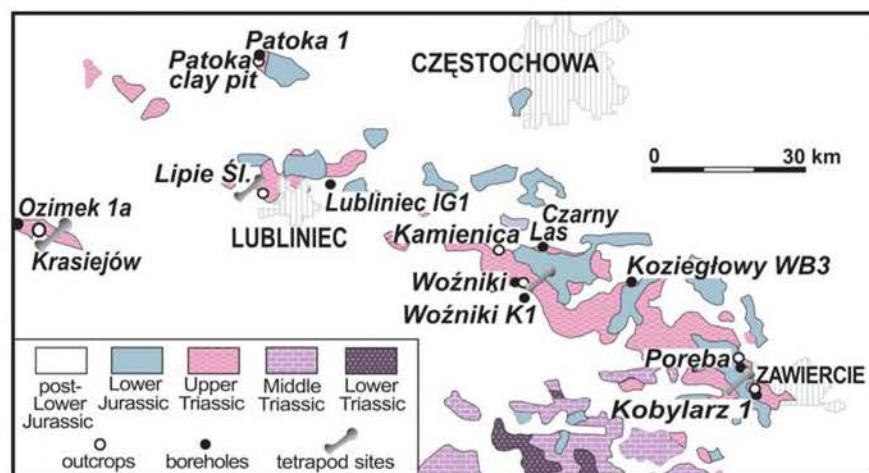 Patoka 1
Patoka
clay pit
CZĘSTOCHOWA
0 30 km
Lipie Śl.
Lubliniec IG1
LUBLINIEC
Ozimek 1a
Krasiejów
Czarny
Las
Kamienica
Woźniki
Woźniki K1
Koziegłowy WB3
Poręba
ZAWIERCIE
Kobylarz 1
post-
Lower
Jurassic
Lower
Jurassic
Upper
Triassic
Middle
Triassic
Lower
Triassic
outcrops
boreholes
tetrapod sites